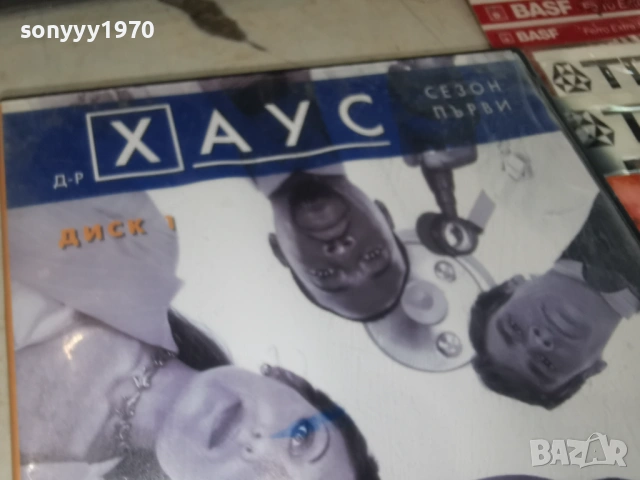 sonyyy1970
BASF
BASF
СЕЗОН
ПЪРВИ
Д-Р ХАУС
ДИСК 1
BAZAR